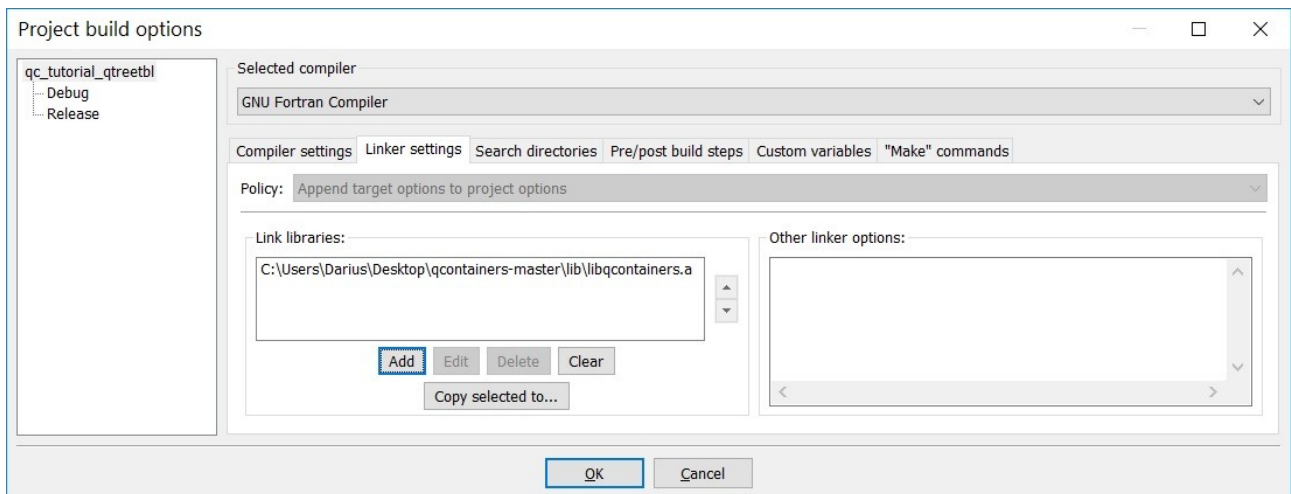 Project build options
qc_tutorial_qtreetbl
Debug
Release
Selected compiler
GNU Fortran Compiler
Compiler settings Linker settings Search directories Pre/post build steps Custom variables "Make" commands
Policy: Append target options to project options
Link libraries:
C:\Users\Darius\Desktop\qcontainers-master\lib\libqcontainers.a
Add Edit Delete Clear
Copy selected to...
Other linker options:
OK Cancel